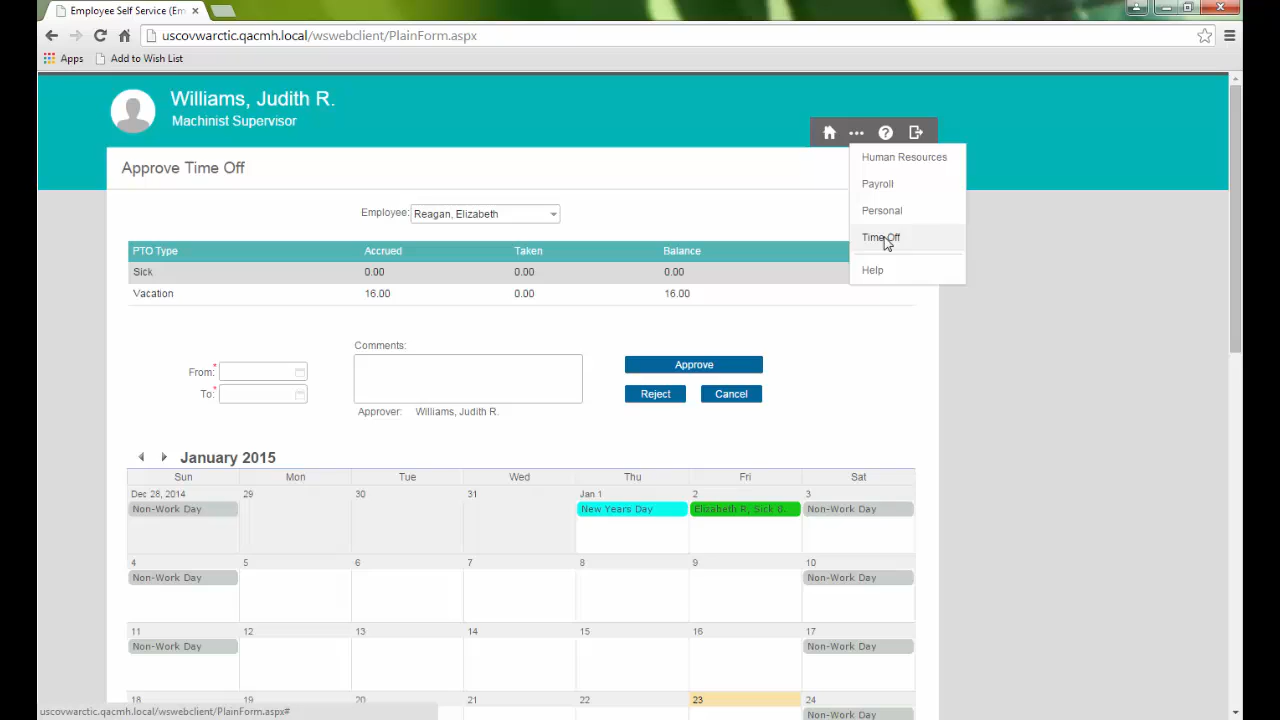 Employee Self Service (Em
uscovwarctic.qacmh.local/wswebclient/PlainForm.aspx
Apps Add to Wish List
Williams, Judith R.
Machinist Supervisor
Human Resources
Payroll
Personal
Time Off
Help
Approve Time Off
Employee: Reagan, Elizabeth
PTO Type Accrued Taken Balance
Sick 0.00 0.00 0.00
Vacation 16.00 0.00 16.00
Comments:
From:*
To:*
Approve
Reject Cancel
Approver: Williams, Judith R.
January 2015
Sun Mon Tue Wed Thu Fri Sat
Dec 28, 2014 29 30 31 Jan 1 2 3
Non-Work Day New Years Day Elizabeth R, Sick 8. Non-Work Day
4 5 6 7 8 9 10
Non-Work Day Non-Work Day
11 12 13 14 15 16 17
Non-Work Day Non-Work Day
18 19 20 21 22 23 24
Non-Work Day
uscovwarctic.qacmh.local/wswebclient/PlainForm.aspx#